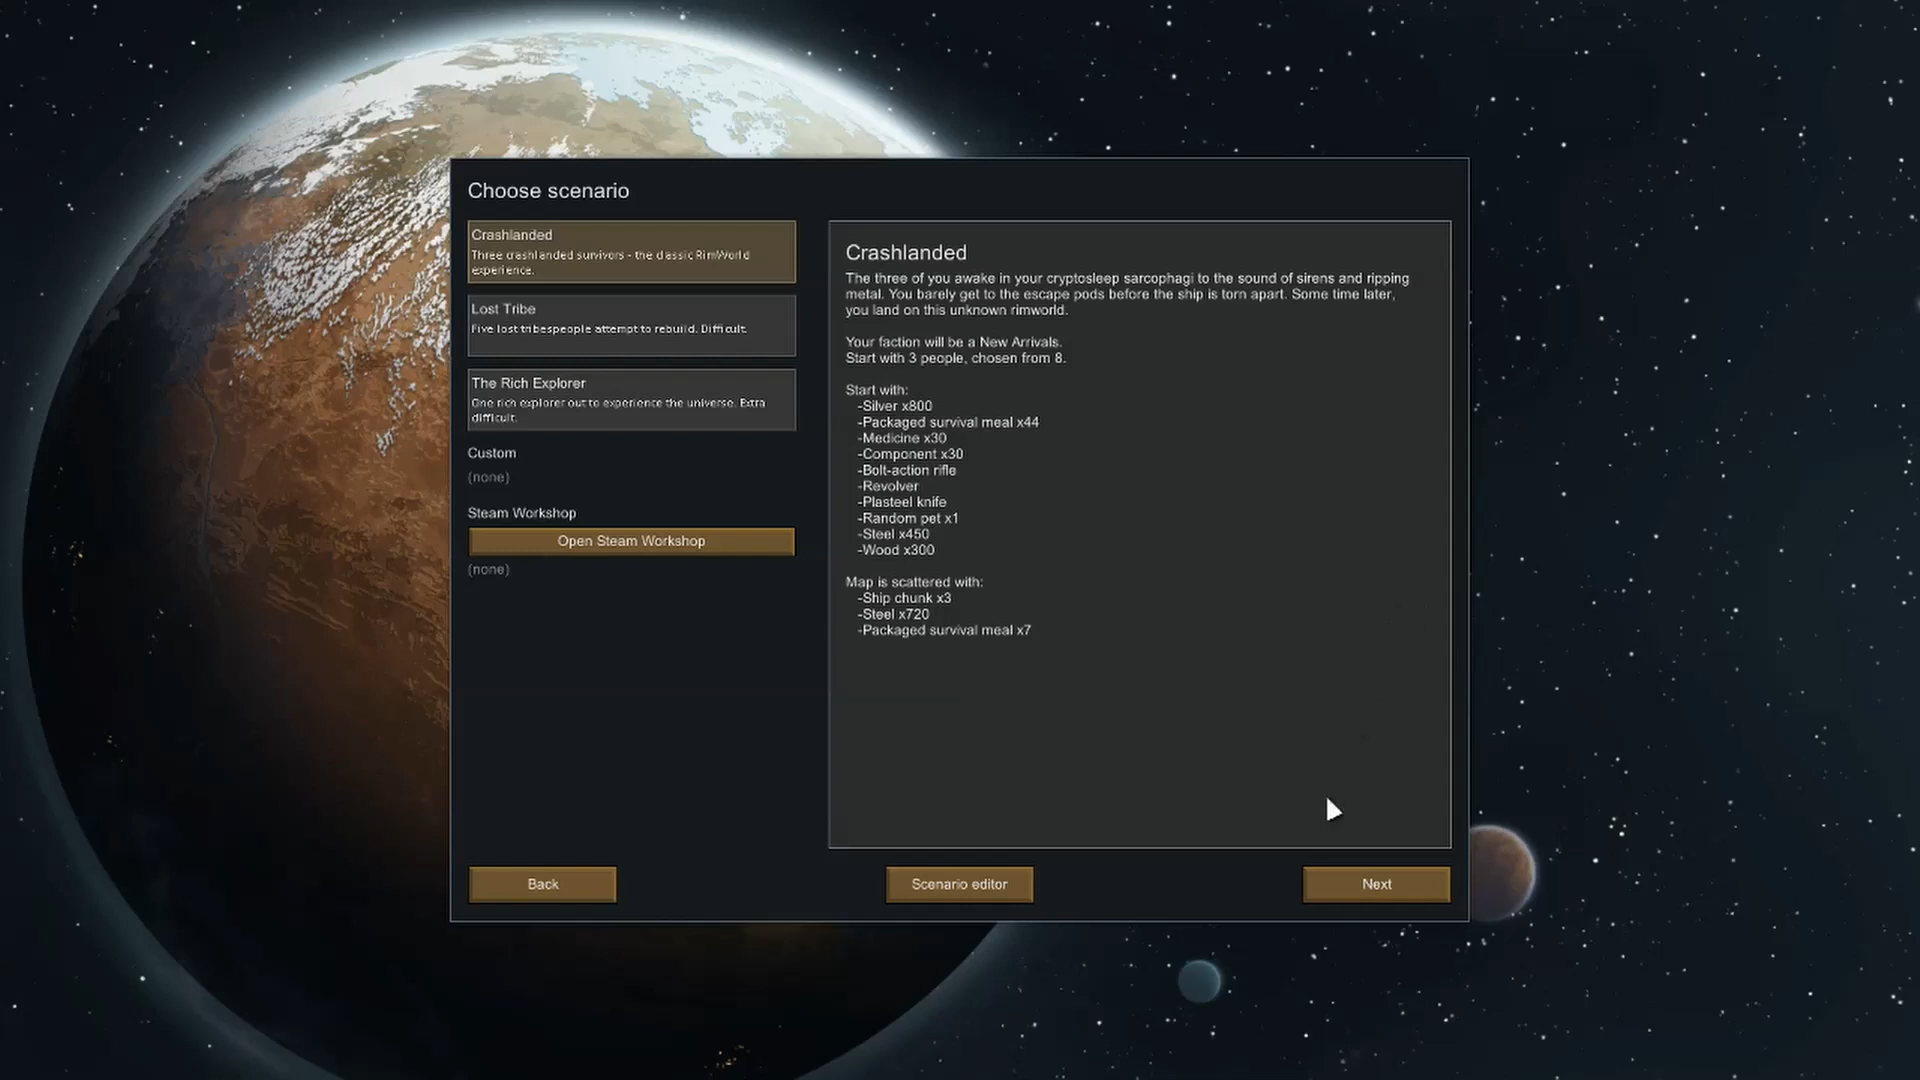 Choose scenario
Crashlanded
Three crashlanded survivors - the classic RimWorld
experience.
Lost Tribe
Five lost tribespeople attempt to rebuild. Difficult.
The Rich Explorer
One rich explorer out to experience the universe. Extra
difficult.
Custom
(none)
Steam Workshop
Open Steam Workshop
(none)
Crashlanded
The three of you awake in your cryptosleep sarcophagi to the sound of sirens and ripping
metal. You barely get to the escape pods before the ship is torn apart. Some time later,
you land on this unknown rimworld.
Your faction will be a New Arrivals.
Start with 3 people, chosen from 8.
Start with:
-Silver x800
-Packaged survival meal x44
-Medicine x30
-Component x30
-Bolt-action rifle
-Revolver
-Plasteel knife
-Random pet x1
-Steel x450
-Wood x300
Map is scattered with:
-Ship chunk x3
-Steel x720
-Packaged survival meal x7
Back
Scenario editor
Next